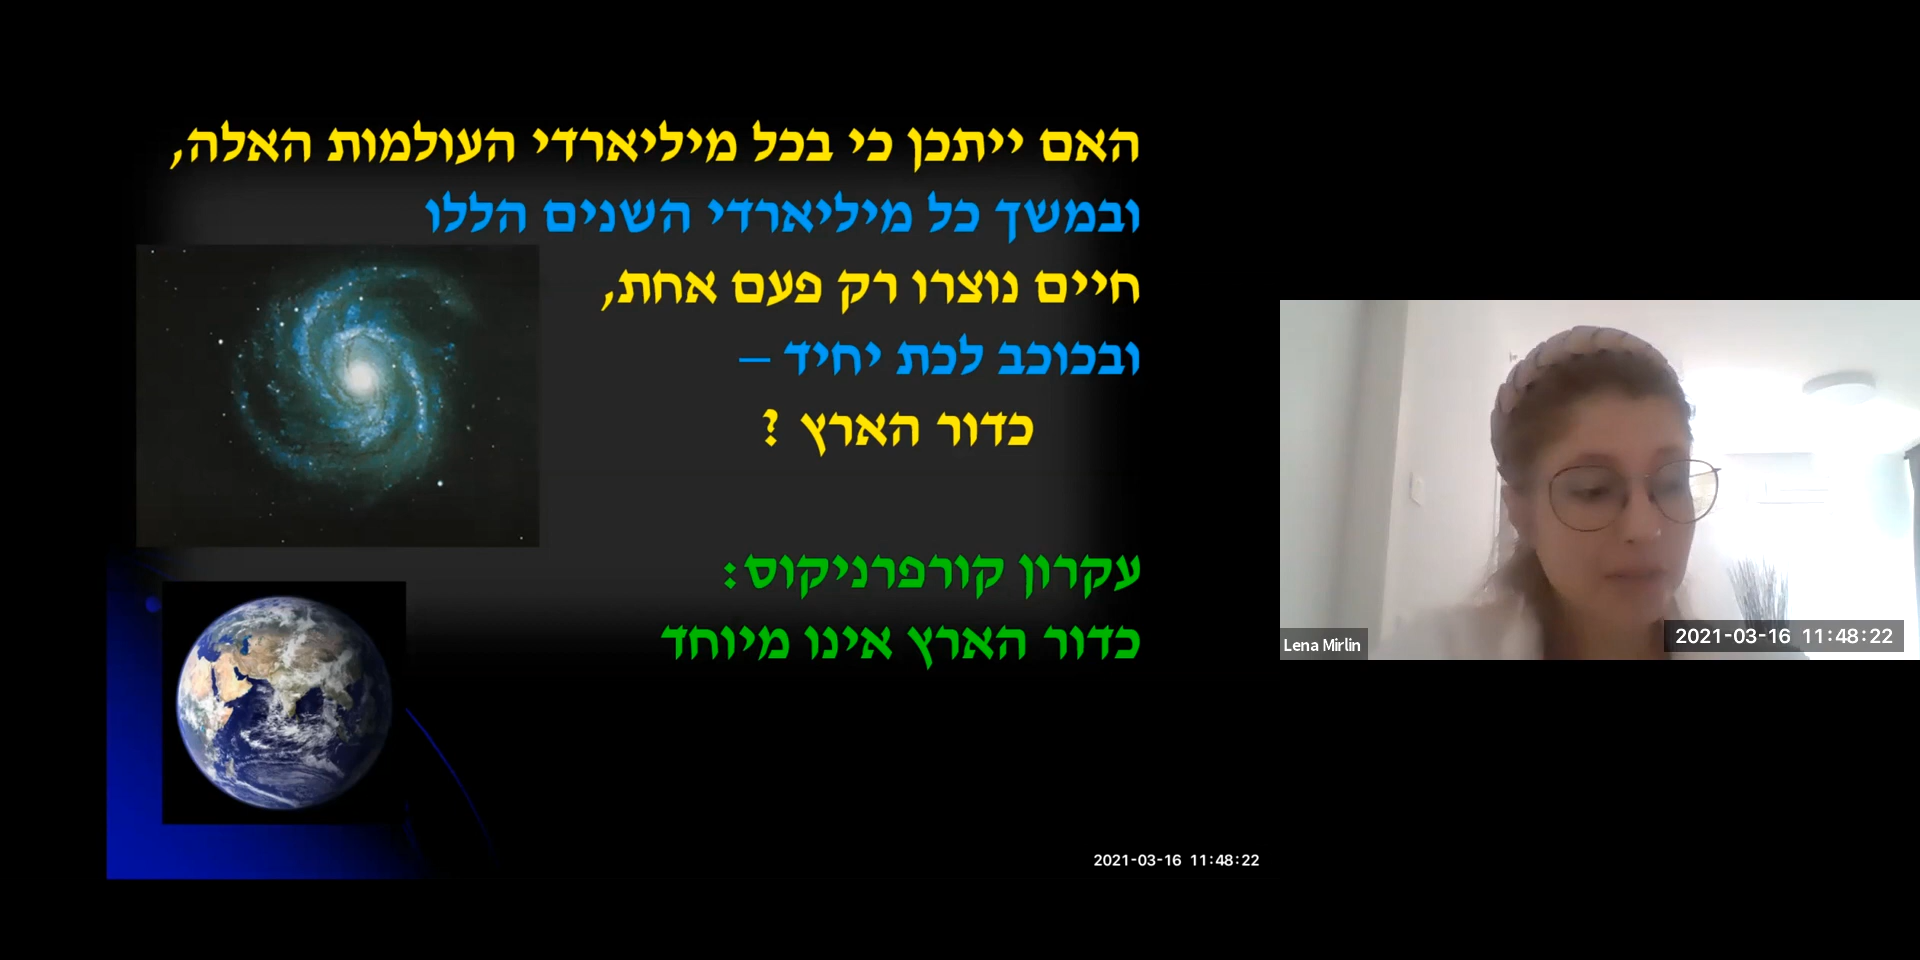 האם ייתכן כי בכל מיליארדי העולמות האלה,
ובמשך כל מיליארדי השנים הללו
חיים נוצרו רק פעם אחת,
ובכוכב לכת יחיד –
כדור הארץ ?
עקרון קורפרניקוס:
כדור הארץ אינו מיוחד
2021-03-16 11:48:22
Lena Mirlin
2021-03-16 11:48:22